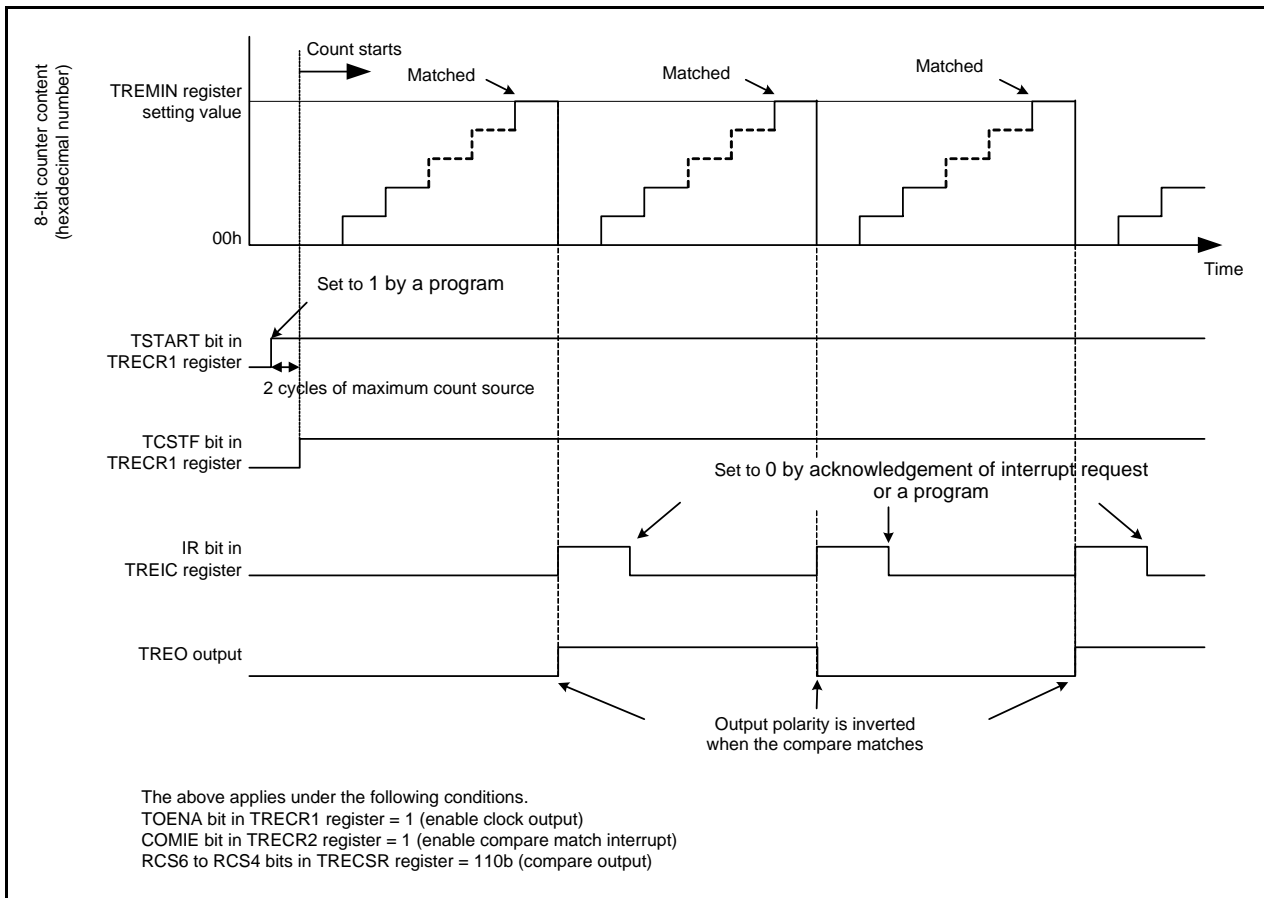 8-bit counter content
(hexadecimal number)
Count starts
Matched
Matched
Matched
TREMIN register
setting value
00h
Time
Set to 1 by a program
TSTART bit in
TRECR1 register
2 cycles of maximum count source
TCSTF bit in
TRECR1 register
Set to 0 by acknowledgement of interrupt request
or a program
IR bit in
TREIC register
TREO output
Output polarity is inverted
when the compare matches
The above applies under the following conditions.
TOENA bit in TRECR1 register = 1 (enable clock output)
COMIE bit in TRECR2 register = 1 (enable compare match interrupt)
RCS6 to RCS4 bits in TRECSR register = 110b (compare output)